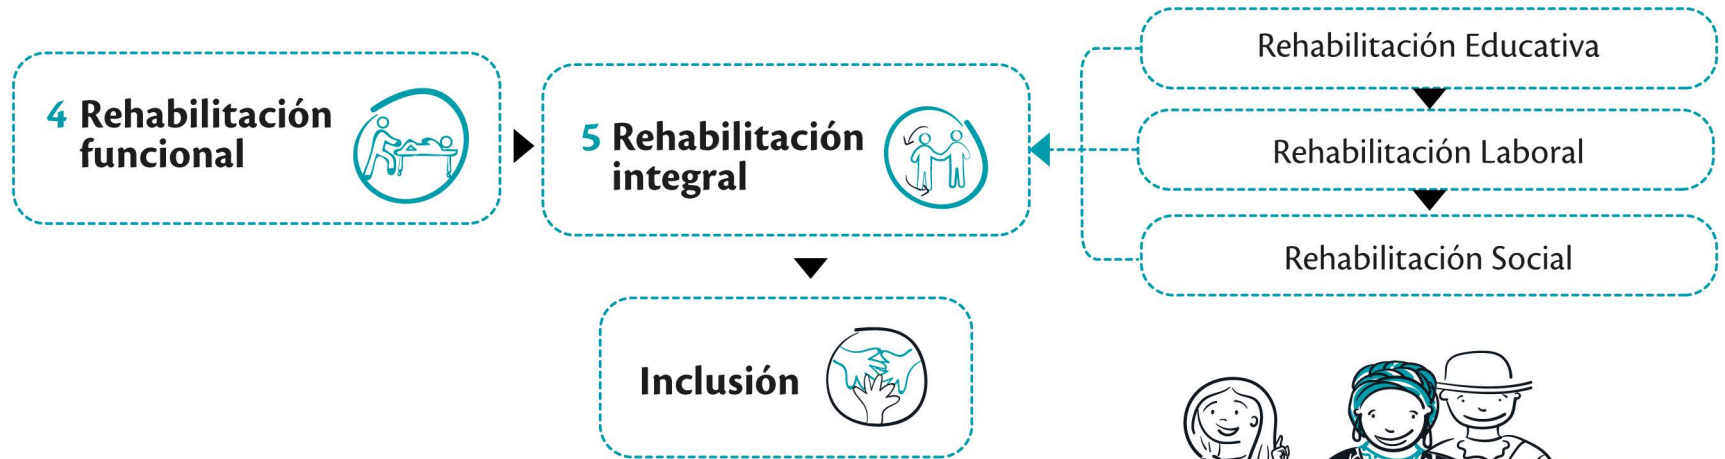 4 Rehabilitación
funcional
5 Rehabilitación
integral
Rehabilitación Educativa
Rehabilitación Laboral
Rehabilitación Social
Inclusión